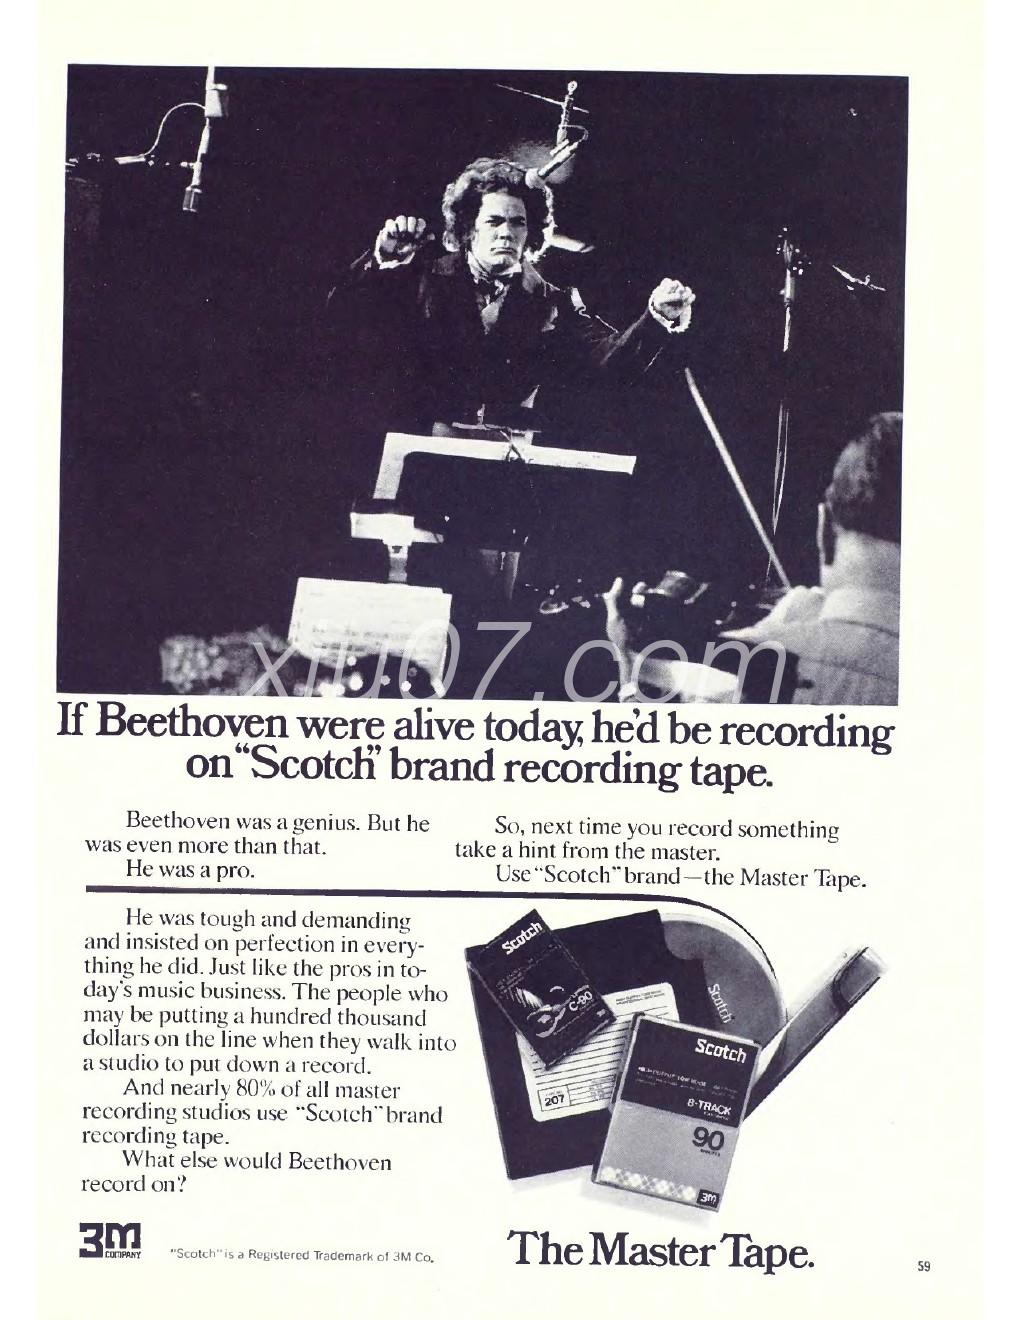 xiu07.com
If Beethoven were alive today, he'd be recording
on "Scotch" brand recording tape.
Beethoven was a genius. But he
was even more than that.
He was a pro.
He was tough and demanding
and insisted on perfection in every-
thing he did. Just like the pros in to-
day's music business. The people who
may be putting a hundred thousand
dollars on the line when they walk into
a studio to put down a record.
And nearly 80% of all master
recording studios use "Scotch" brand
recording tape.
What else would Beethoven
record on?
So, next time you record something
take a hint from the master.
Use "Scotch" brand—the Master Tape.
Scotch
C-90
Scotch
207
Scotch
8-TRACK
90
3M
The Master Tape.
3M
COMPANY
"Scotch" is a Registered Trademark of 3M Co.
59